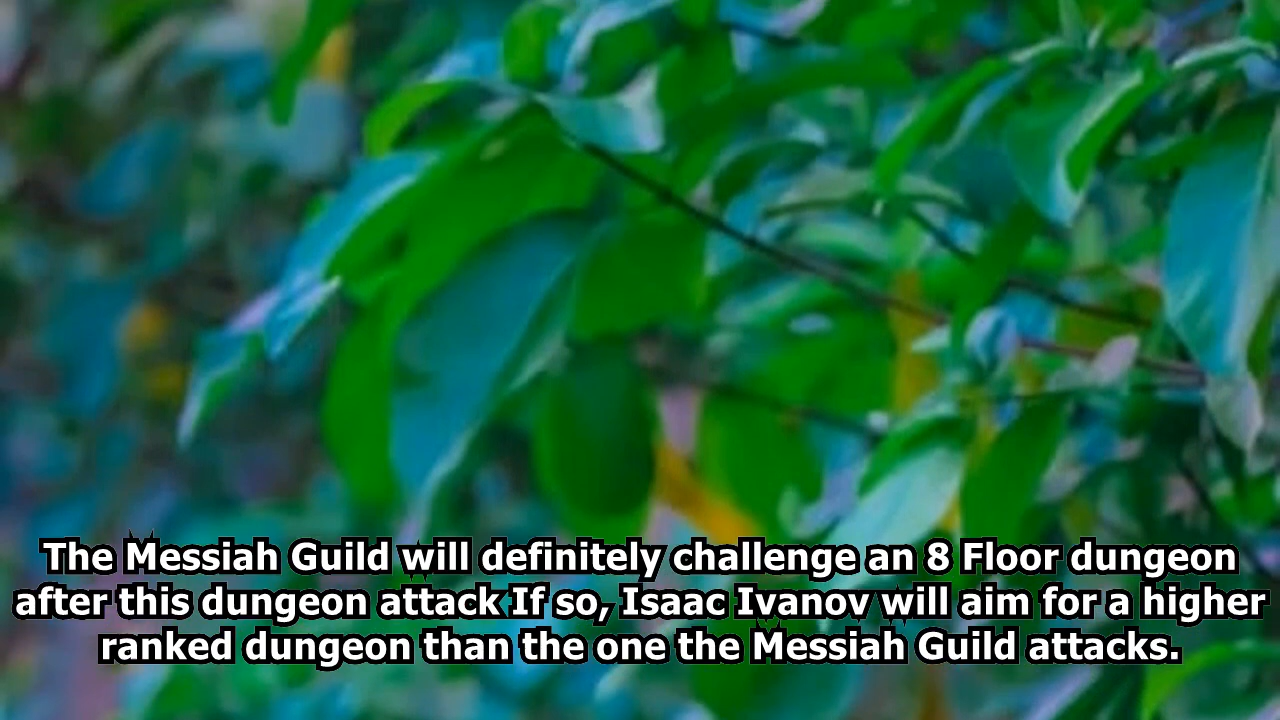 The Messiah Guild will definitely challenge an 8 Floor dungeon
after this dungeon attack If so, Isaac Ivanov will aim for a higher
ranked dungeon than the one the Messiah Guild attacks.